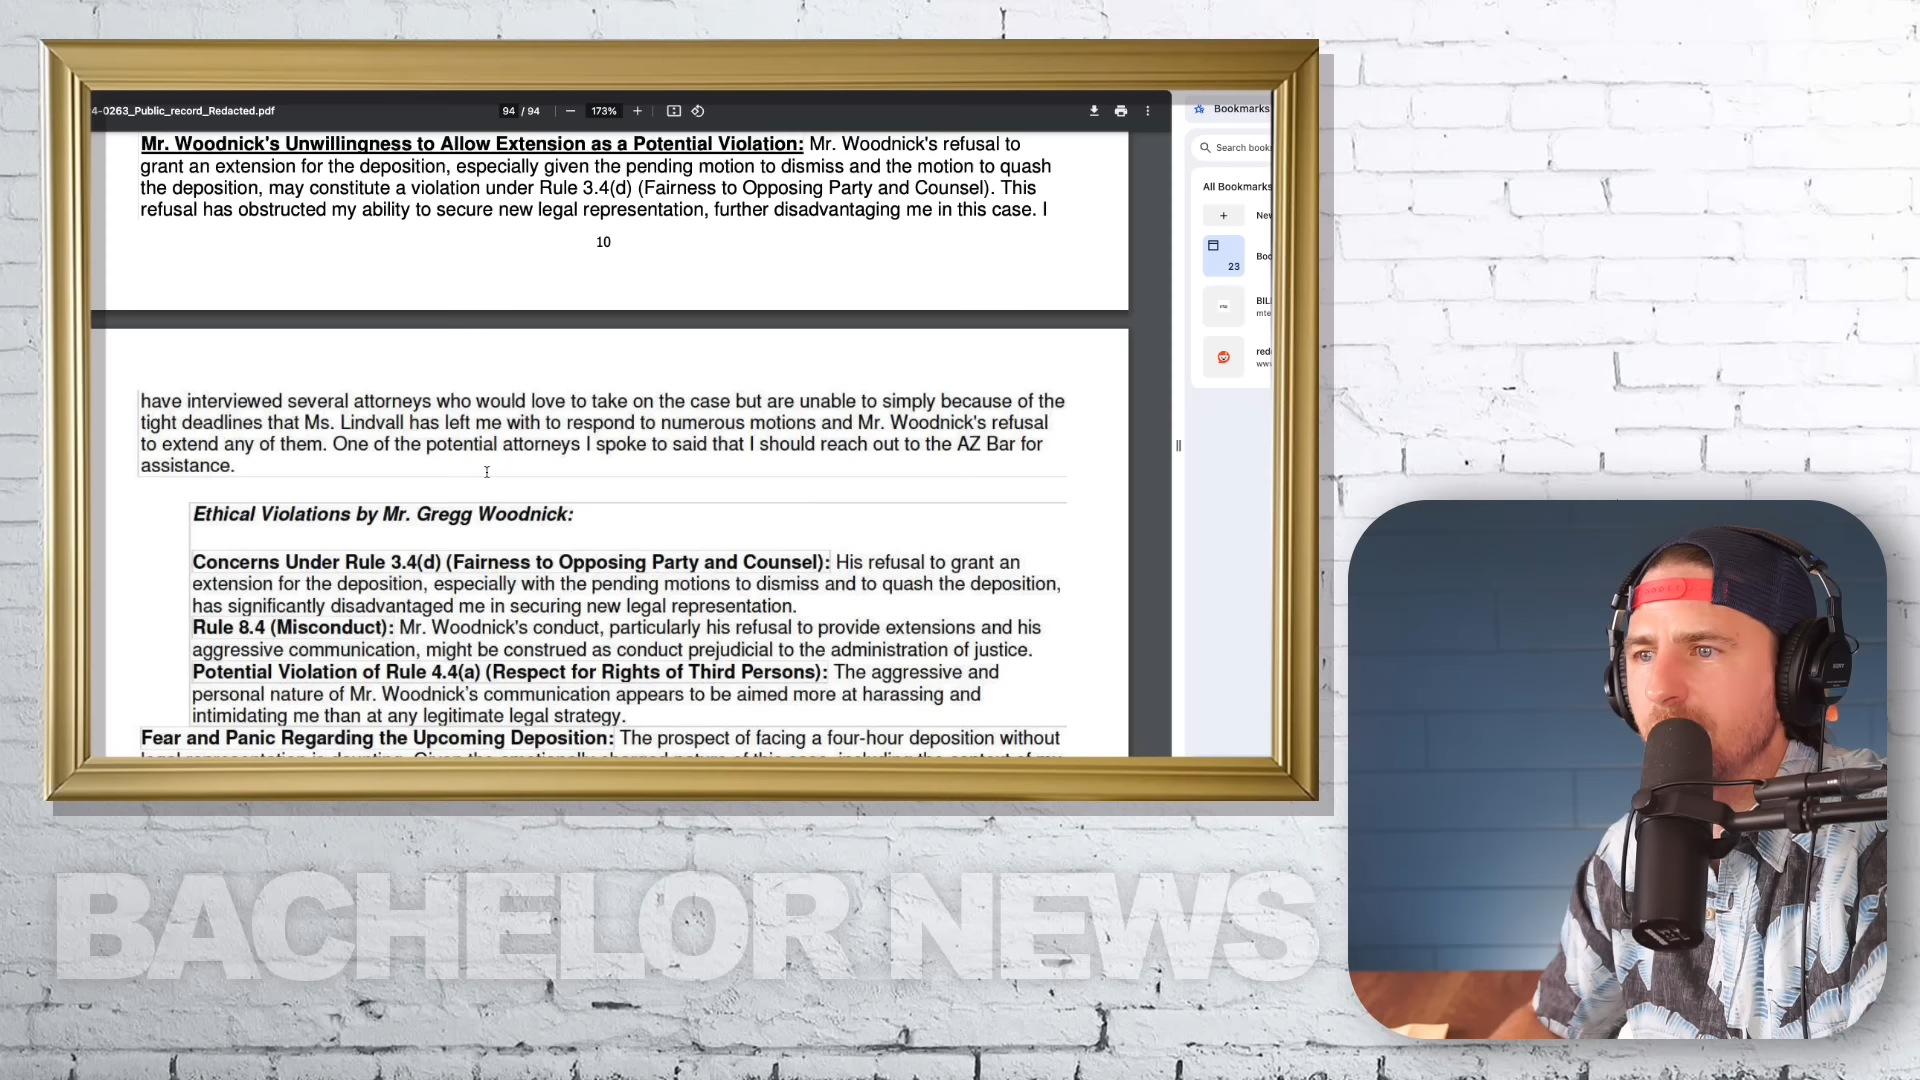 4-0263_Public_record_Redacted.pdf
94 / 94
173%
Bookmarks
Mr. Woodnick's Unwillingness to Allow Extension as a Potential Violation: Mr. Woodnick's refusal to
grant an extension for the deposition, especially given the pending motion to dismiss and the motion to quash
the deposition, may constitute a violation under Rule 3.4(d) (Fairness to Opposing Party and Counsel). This
refusal has obstructed my ability to secure new legal representation, further disadvantaging me in this case. I
10
Search book
All Bookmarks
New
23
Boo
BIL
mte
red
www
have interviewed several attorneys who would love to take on the case but are unable to simply because of the
tight deadlines that Ms. Lindvall has left me with to respond to numerous motions and Mr. Woodnick's refusal
to extend any of them. One of the potential attorneys I spoke to said that I should reach out to the AZ Bar for
assistance.
Ethical Violations by Mr. Gregg Woodnick:
Concerns Under Rule 3.4(d) (Fairness to Opposing Party and Counsel): His refusal to grant an
extension for the deposition, especially with the pending motions to dismiss and to quash the deposition,
has significantly disadvantaged me in securing new legal representation.
Rule 8.4 (Misconduct): Mr. Woodnick's conduct, particularly his refusal to provide extensions and his
aggressive communication, might be construed as conduct prejudicial to the administration of justice.
Potential Violation of Rule 4.4(a) (Respect for Rights of Third Persons): The aggressive and
personal nature of Mr. Woodnick's communication appears to be aimed more at harassing and
intimidating me than at any legitimate legal strategy.
Fear and Panic Regarding the Upcoming Deposition: The prospect of facing a four-hour deposition without
BACHELOR NEWS
SONY